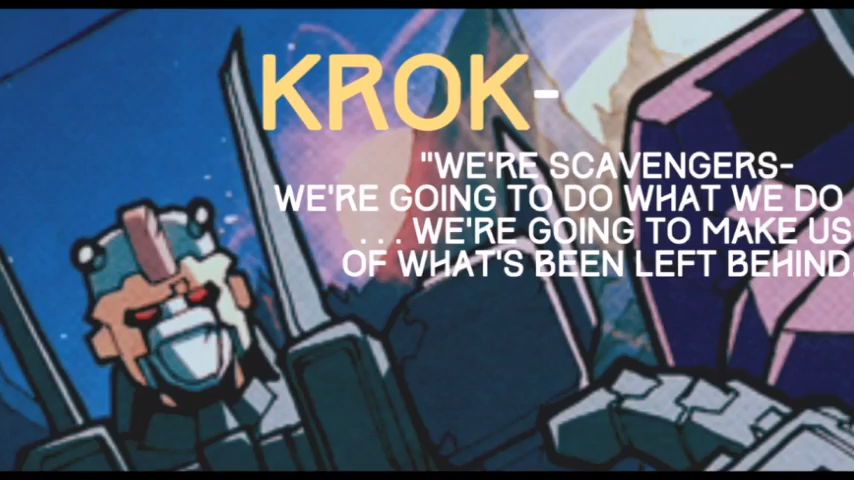 KROK-
"WE'RE SCAVENGERS-
WE'RE GOING TO DO WHAT WE DO
... WE'RE GOING TO MAKE US
OF WHAT'S BEEN LEFT BEHIND